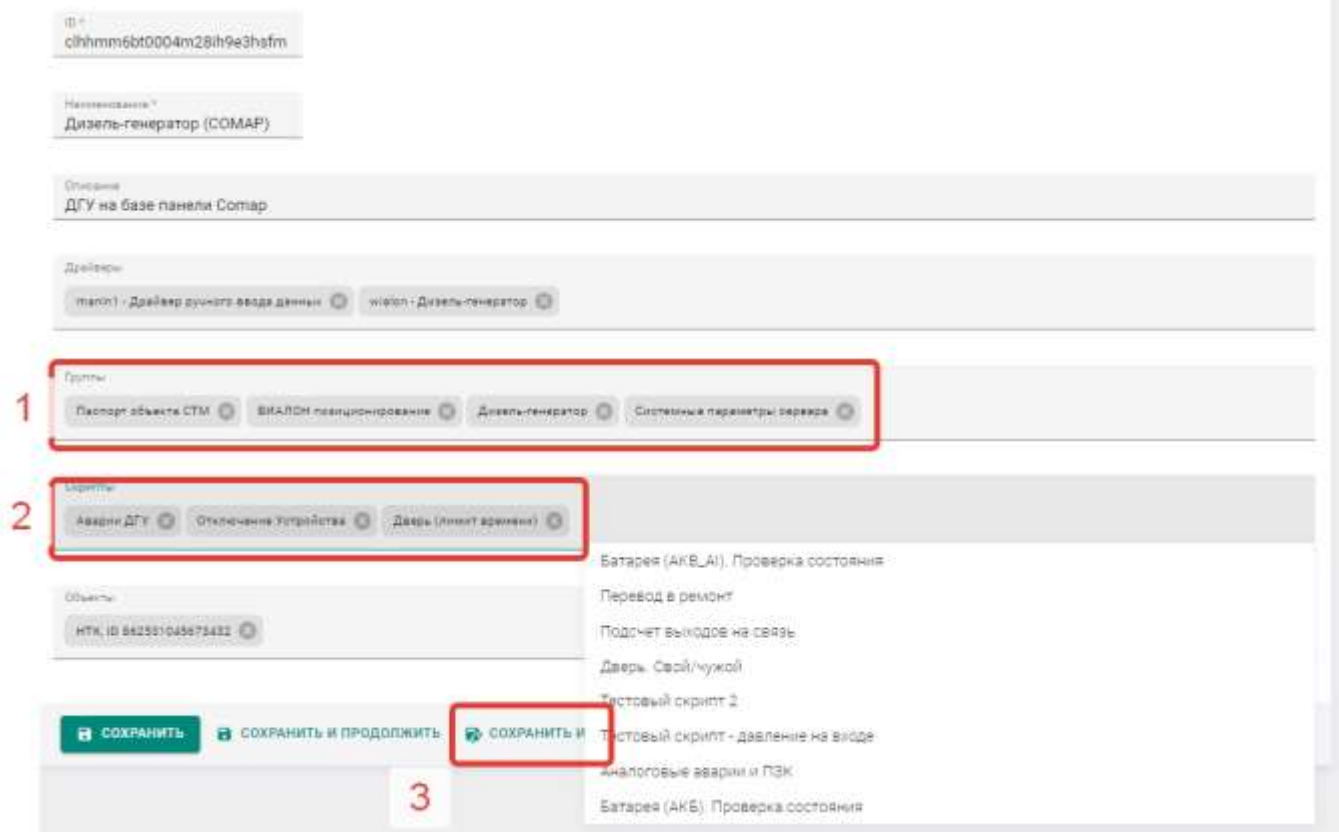 ID *
clhhmm6bt0004m28ih9e3hsfm
Наименование *
Дизель-генератор (COMAP)
Описание
ДГУ на базе панели Comap
Драйверы
manin1 - Драйвер ручного ввода данных wialon - Дизель-генератор
Группы
1
Паспорт объекта СТМ ВИАЛОН позиционирование Дизель-генератор Системные параметры сервера
Скрипты
2
Аварии ДГУ Отключение Устройства Дверь (лимит времени)
Батарея (АКВ_AI). Проверка состояния
Перевод в ремонт
Объекты
НТК, ID 862531045673432
Подсчет выходов на связь
Дверь. Свой/чужой
Тестовый скрипт 2
СОХРАНИТЬ СОХРАНИТЬ И ПРОДОЛЖИТЬ СОХРАНИТЬ И
Тестовый скрипт - давление на входе
Аналоговые аварии и ПЗК
3
Батарея (АКБ). Проверка состояния